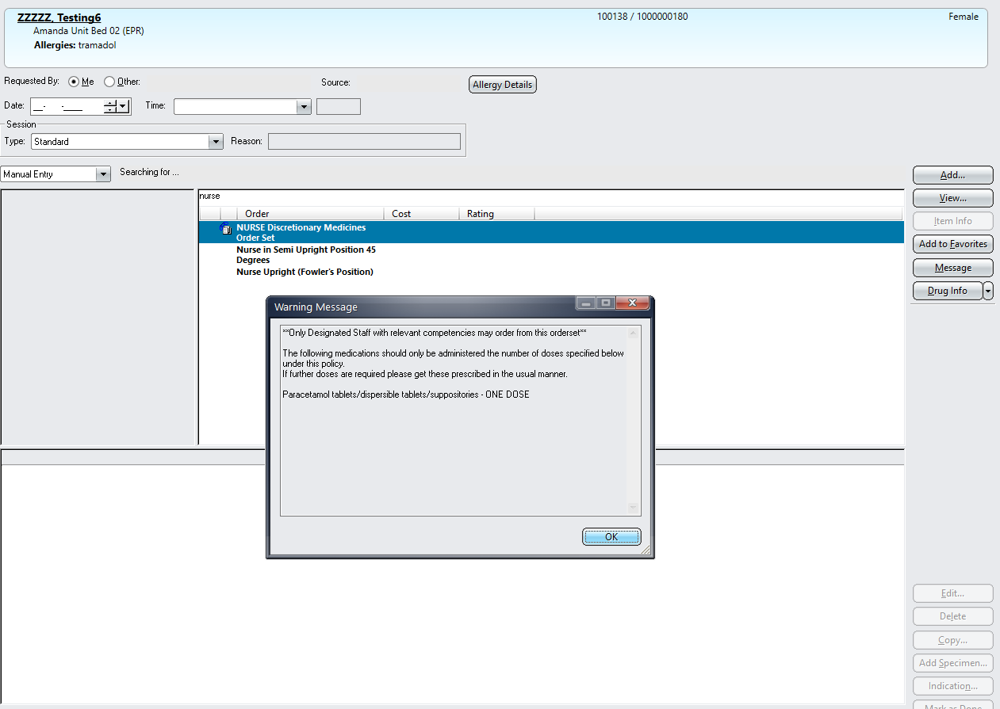 ZZZZZ, Testing6 100138 / 1000000180 Female
Amanda Unit Bed 02 (EPR)
Allergies: tramadol
Requested By: Me Other: Source: Allergy Details
Date: __-    -____ Time:
Session
Type: Standard Reason:
Manual Entry Searching for ...
nurse
Order Cost Rating
NURSE Discretionary Medicines
Order Set
Nurse in Semi Upright Position 45
Degrees
Nurse Upright (Fowler's Position)
Add...
View...
Item Info
Add to Favorites
Message
Drug Info
Warning Message
**Only Designated Staff with relevant competencies may order from this orderset**
The following medications should only be administered the number of doses specified below
under this policy.
If further doses are required please get these prescribed in the usual manner.
Paracetamol tablets/dispersible tablets/suppositories - ONE DOSE
OK
Edit...
Delete
Copy...
Add Specimen...
Indication...
Mark as Done